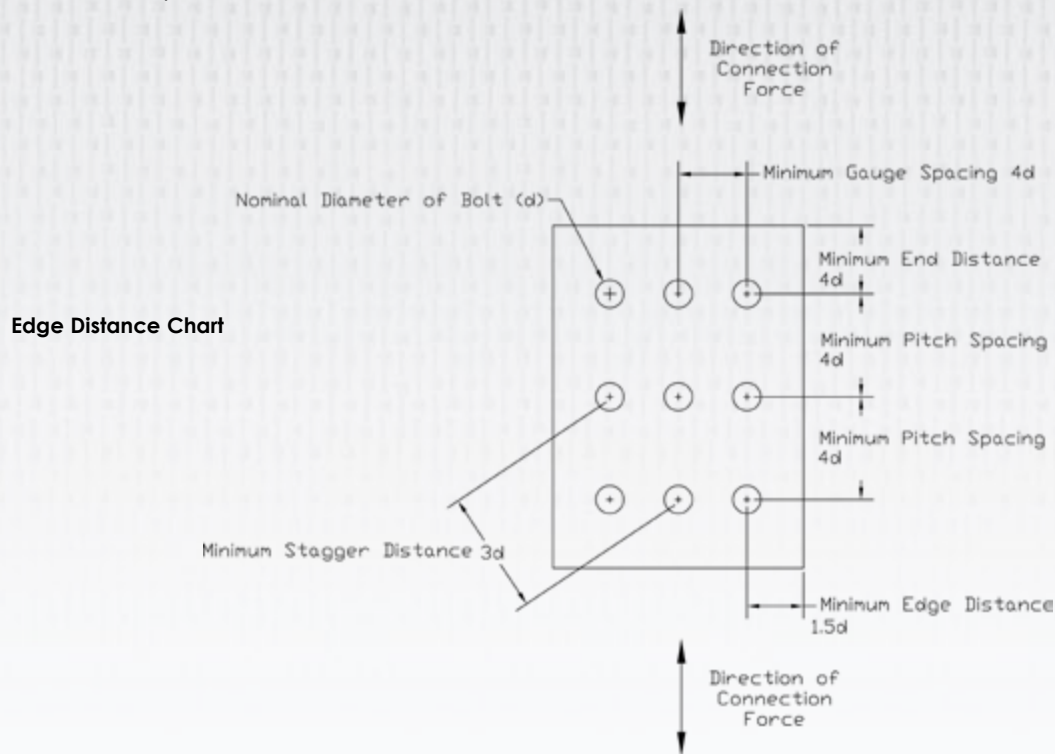 Direction of
Connection
Force
Minimum Gauge Spacing 4d
Nominal Diameter of Bolt (d)
Minimum End Distance
4d
Edge Distance Chart
Minimum Pitch Spacing
4d
Minimum Pitch Spacing
4d
Minimum Stagger Distance 3d
Minimum Edge Distance
1.5d
Direction of
Connection
Force